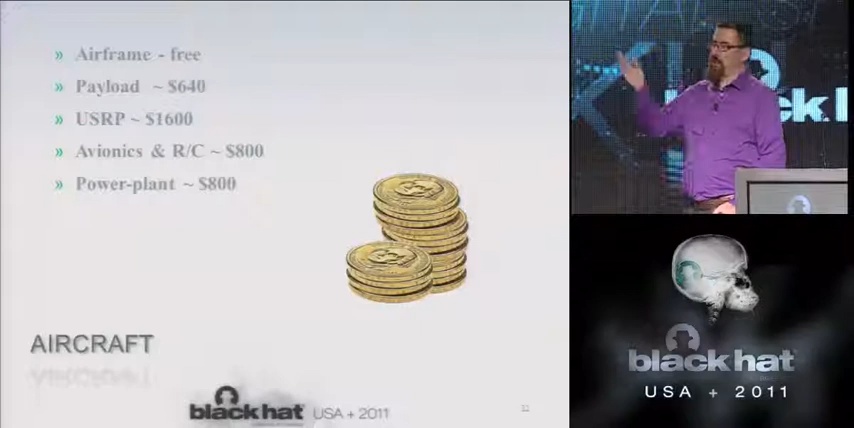 » Airframe - free
» Payload ~ $640
» USRP ~ $1600
» Avionics & R/C ~ $800
» Power-plant ~ $800
AIRCRAFT
black hat USA + 2011
black h
black hat
USA + 2011